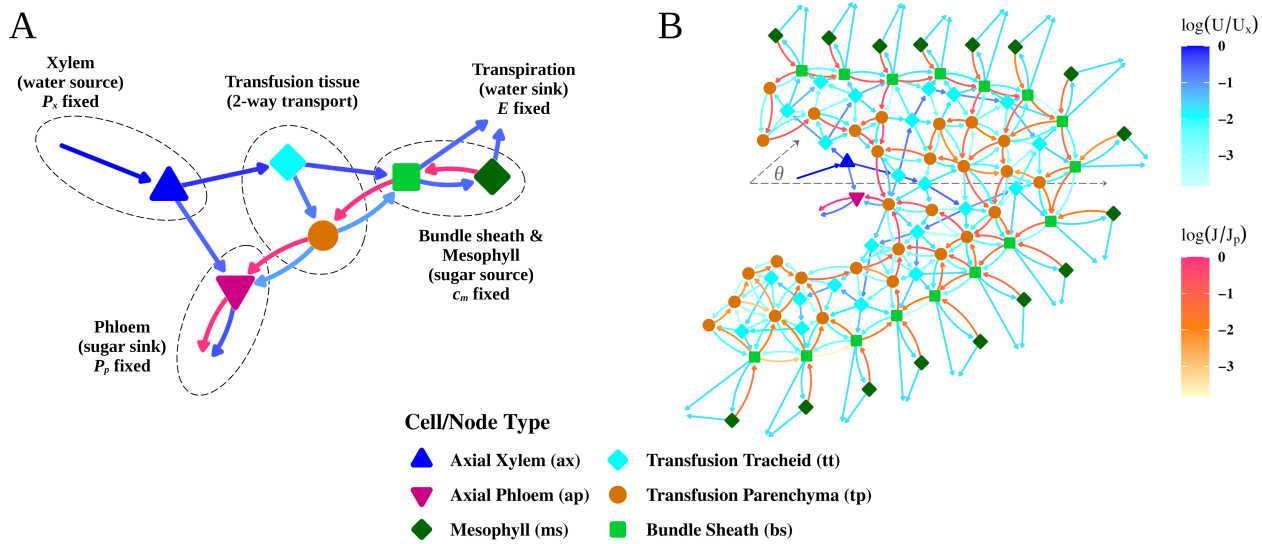 A
Xylem
(water source)
Px fixed
Transfusion tissue
(2-way transport)
Transpiration
(water sink)
E fixed
Bundle sheath &
Mesophyll
(sugar source)
cm fixed
Phloem
(sugar sink)
Pp fixed
B
θ
log(U/Ux)
0
−1
−2
−3
log(J/Jp)
0
−1
−2
−3
Cell/Node Type
Axial Xylem (ax)
Transfusion Tracheid (tt)
Axial Phloem (ap)
Transfusion Parenchyma (tp)
Mesophyll (ms)
Bundle Sheath (bs)